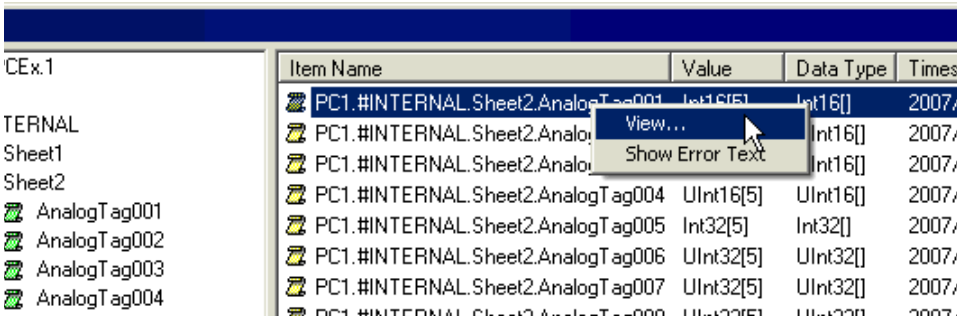 CEx.1
TERNAL
Sheet1
Sheet2
AnalogTag001
AnalogTag002
AnalogTag003
AnalogTag004
Item Name Value Data Type Times
PC1.#INTERNAL.Sheet2.AnalogTag001 Int16[5] Int16[] 2007/
PC1.#INTERNAL.Sheet2.Analo Int16[] 2007/
PC1.#INTERNAL.Sheet2.Analo Int16[] 2007/
PC1.#INTERNAL.Sheet2.AnalogTag004 UInt16[5] UInt16[] 2007/
PC1.#INTERNAL.Sheet2.AnalogTag005 Int32[5] Int32[] 2007/
PC1.#INTERNAL.Sheet2.AnalogTag006 UInt32[5] UInt32[] 2007/
PC1.#INTERNAL.Sheet2.AnalogTag007 UInt32[5] UInt32[] 2007/
View...
Show Error Text